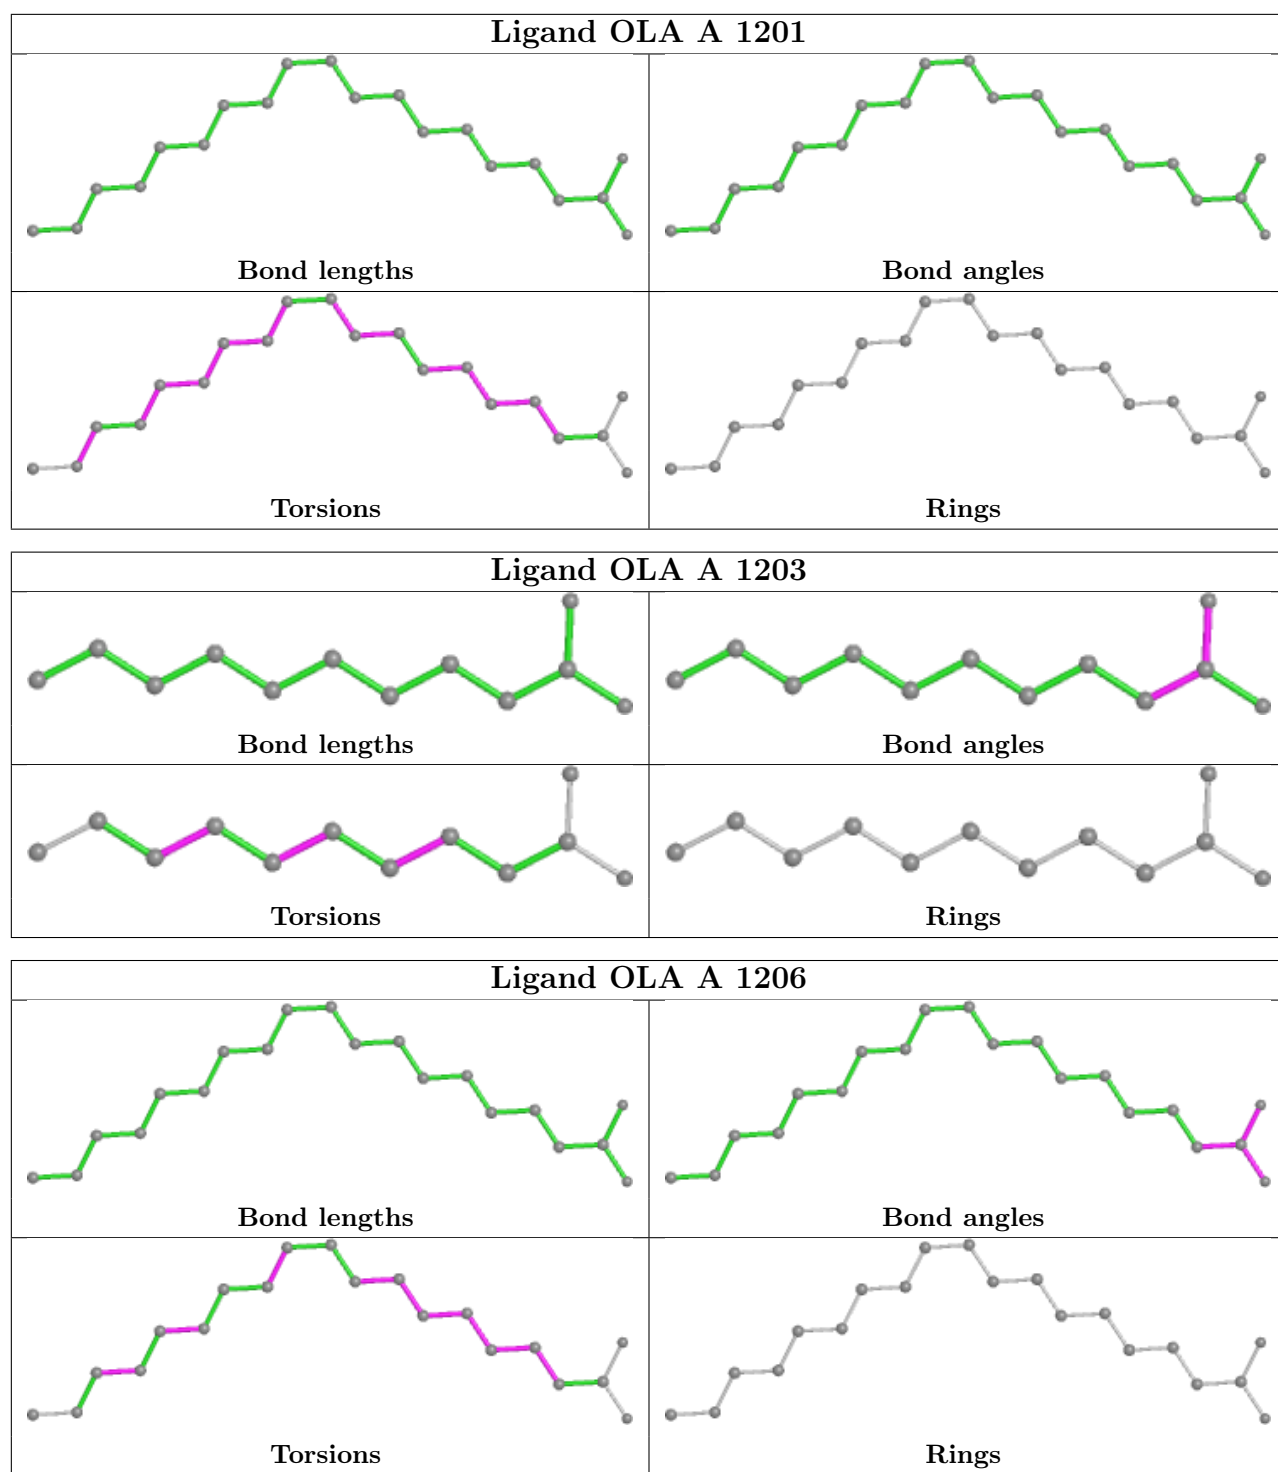 Ligand OLA A 1201
Bond lengths
Bond angles
Torsions
Rings
Ligand OLA A 1203
Bond lengths
Bond angles
Torsions
Rings
Ligand OLA A 1206
Bond lengths
Bond angles
Torsions
Rings